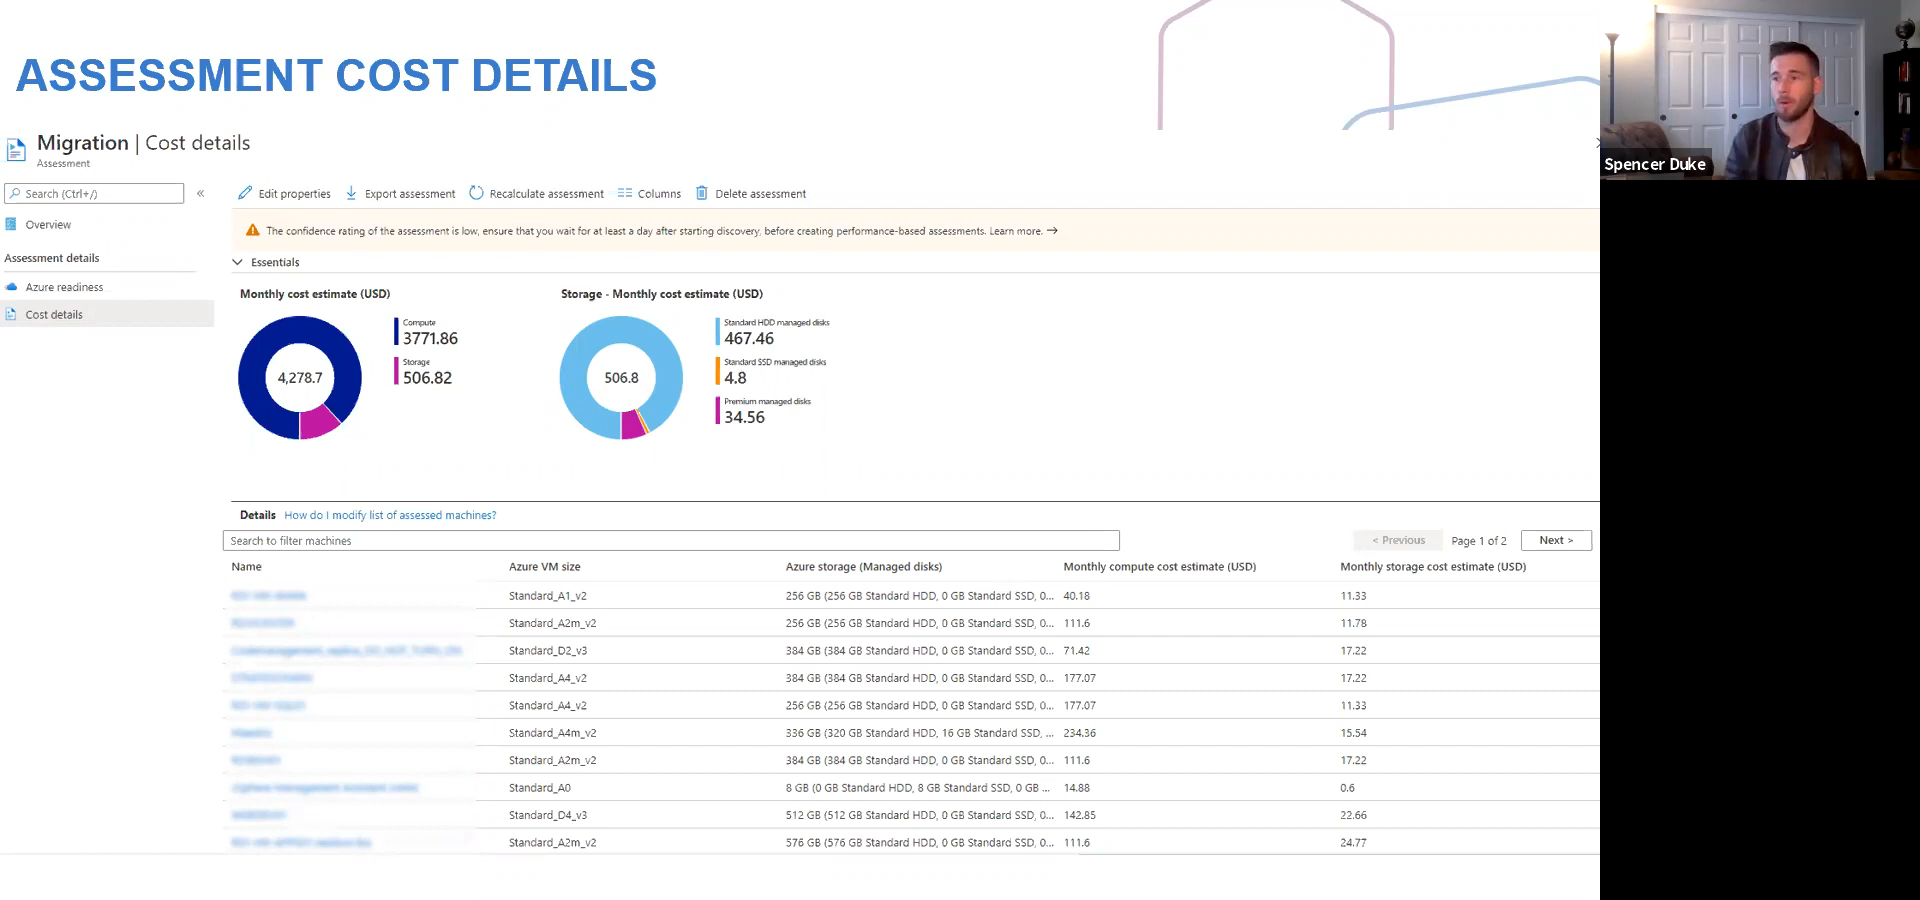 ASSESSMENT COST DETAILS
Spencer Duke
Migration | Cost details
Assessment
Search (Ctrl+/)
«
Edit properties
Export assessment
Recalculate assessment
Columns
Delete assessment
Overview
Assessment details
Azure readiness
Cost details
The confidence rating of the assessment is low, ensure that you wait for at least a day after starting discovery, before creating performance-based assessments. Learn more. →
Essentials
Monthly cost estimate (USD)
4,278.7
Compute
3771.86
Storage
506.82
Storage - Monthly cost estimate (USD)
506.8
Standard HDD managed disks
467.46
Standard SSD managed disks
4.8
Premium managed disks
34.56
Details How do I modify list of assessed machines?
Search to filter machines
< Previous Page 1 of 2 Next >
Name Azure VM size Azure storage (Managed disks) Monthly compute cost estimate (USD) Monthly storage cost estimate (USD)
Standard_A1_v2 256 GB (256 GB Standard HDD, 0 GB Standard SSD, 0... 40.18 11.33
Standard_A2m_v2 256 GB (256 GB Standard HDD, 0 GB Standard SSD, 0... 111.6 11.78
Standard_D2_v3 384 GB (384 GB Standard HDD, 0 GB Standard SSD, 0... 71.42 17.22
Standard_A4_v2 384 GB (384 GB Standard HDD, 0 GB Standard SSD, 0... 177.07 17.22
Standard_A4_v2 256 GB (256 GB Standard HDD, 0 GB Standard SSD, 0... 177.07 11.33
Standard_A4m_v2 336 GB (320 GB Standard HDD, 16 GB Standard SSD, ... 234.36 15.54
Standard_A2m_v2 384 GB (384 GB Standard HDD, 0 GB Standard SSD, 0... 111.6 17.22
Standard_A0 8 GB (0 GB Standard HDD, 8 GB Standard SSD, 0 GB ... 14.88 0.6
Standard_D4_v3 512 GB (512 GB Standard HDD, 0 GB Standard SSD, 0... 142.85 22.66
Standard_A2m_v2 576 GB (576 GB Standard HDD, 0 GB Standard SSD, 0... 111.6 24.77